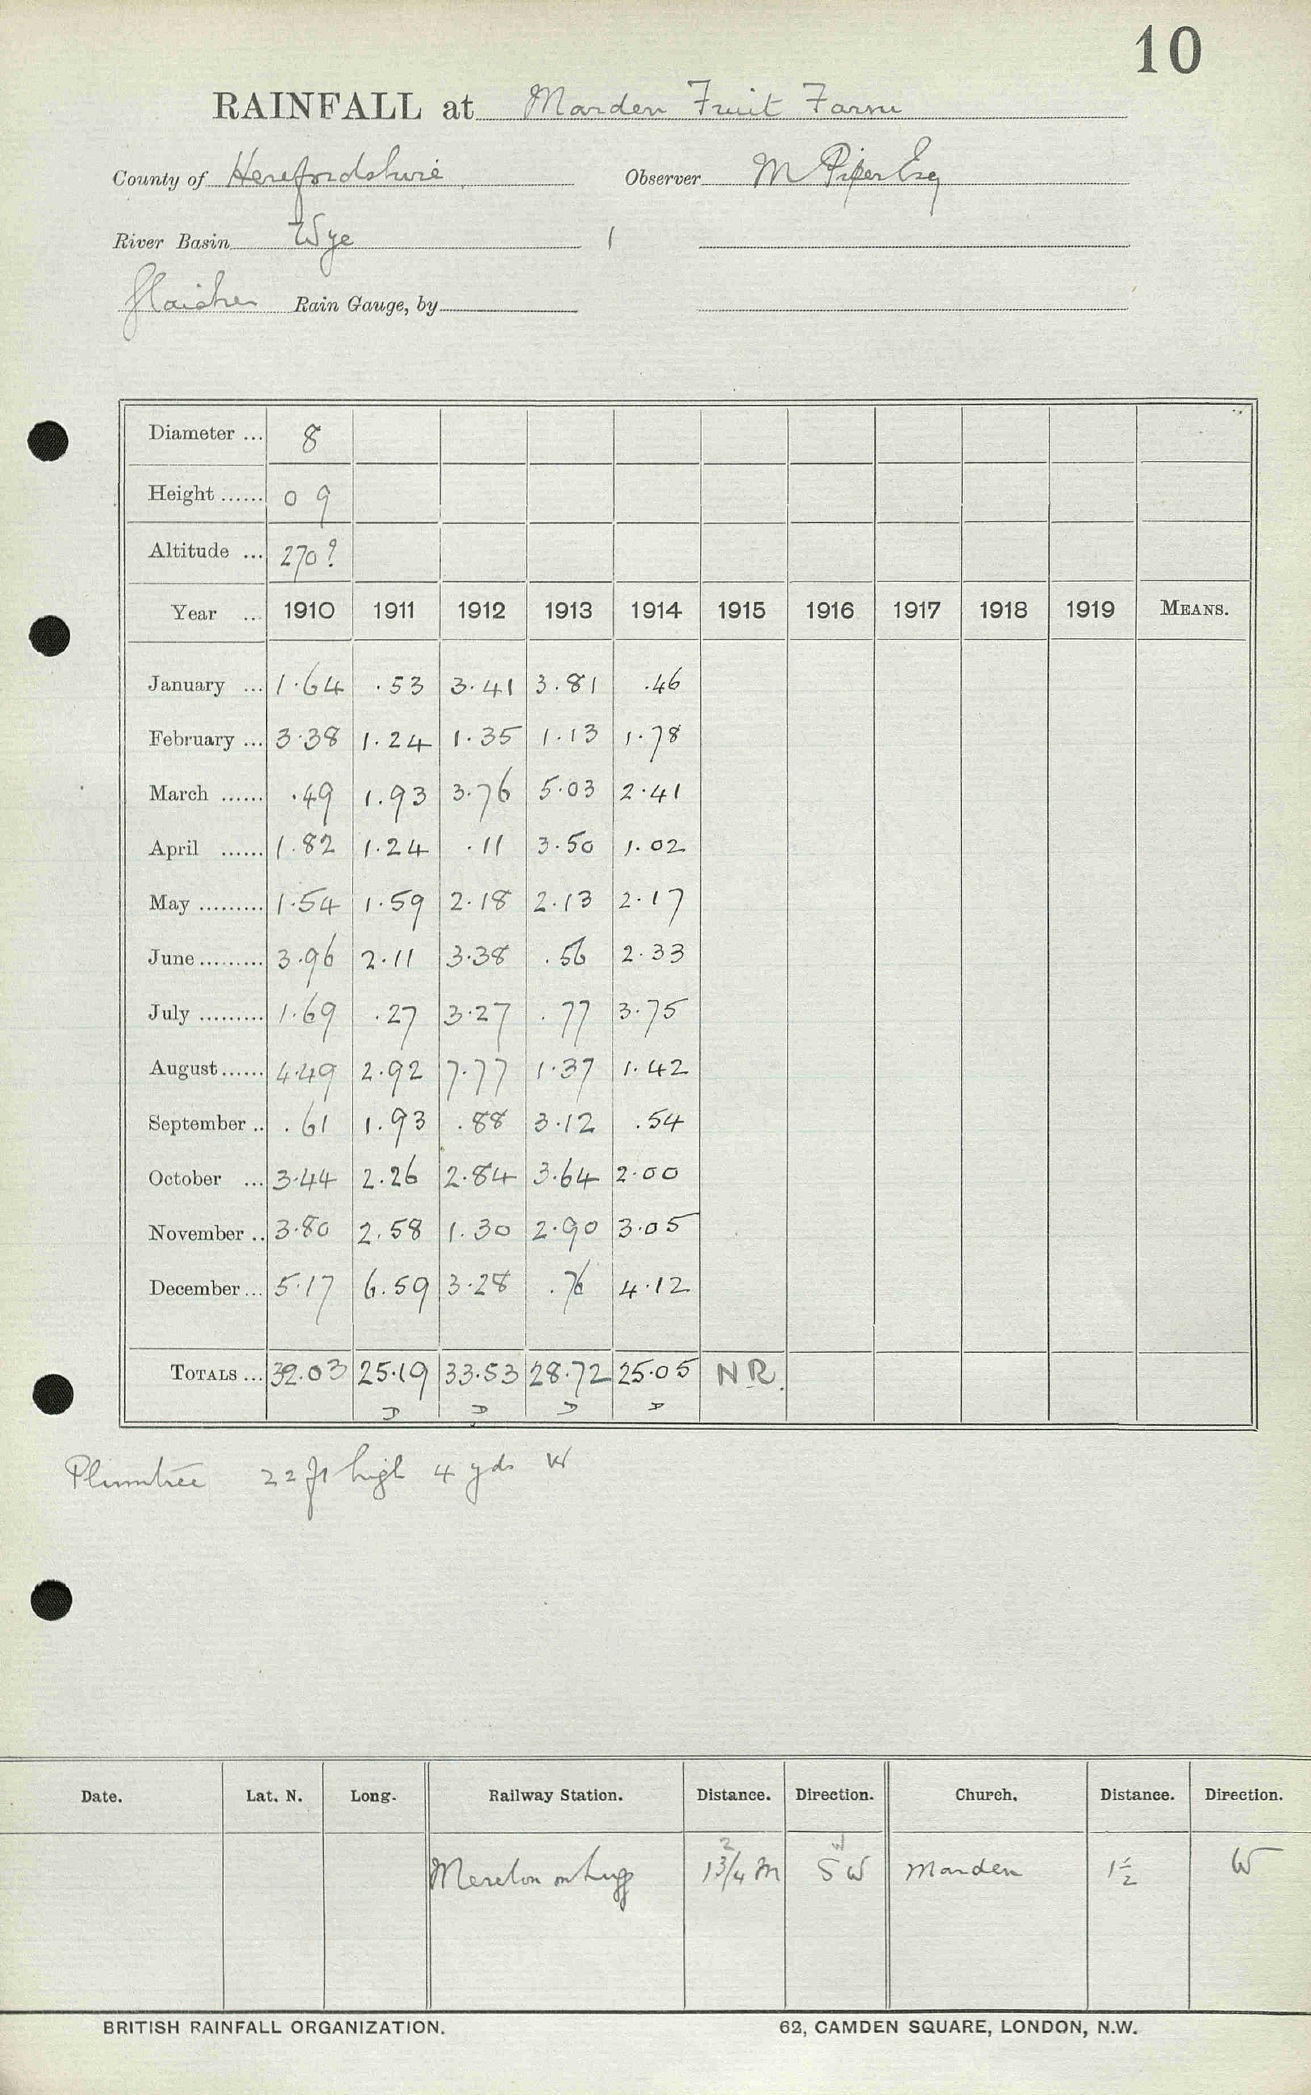 10
RAINFALL at Marden Fruit Farm
County of Herefordshire Observer M Piper Esq
River Basin Wye 1
Glaisher Rain Gauge, by
Diameter ... 8
Height ...... 0 9
Altitude ... 270?
Year ... 1910 1911 1912 1913 1914 1915 1916 1917 1918 1919 MEANS.
January ... 1.64 .53 3.41 3.81 .46
February ... 3.38 1.24 1.35 1.13 1.78
March ...... .49 1.93 3.76 5.03 2.41
April ...... 1.82 1.24 .11 3.50 1.02
May ......... 1.54 1.59 2.18 2.13 2.17
June ......... 3.96 2.11 3.38 .56 2.33
July ......... 1.69 .27 3.27 .77 3.75
August ...... 4.49 2.92 7.77 1.37 1.42
September .. .61 1.93 .88 3.12 .54
October ... 3.44 2.26 2.84 3.64 2.00
November .. 3.80 2.58 1.30 2.90 3.05
December ... 5.17 6.59 3.28 .76 4.12
TOTALS ... 32.03 25.19 33.53 28.72 25.05 NR.
D D D D
Plumtree 22 ft high 4 yds W
Date. Lat. N. Long. Railway Station. Distance. Direction. Church. Distance. Direction.
2 W
Moreton on Lugg 1 3/4 m SW Marden 1 1/2 W
BRITISH RAINFALL ORGANIZATION. 62, CAMDEN SQUARE, LONDON, N.W.